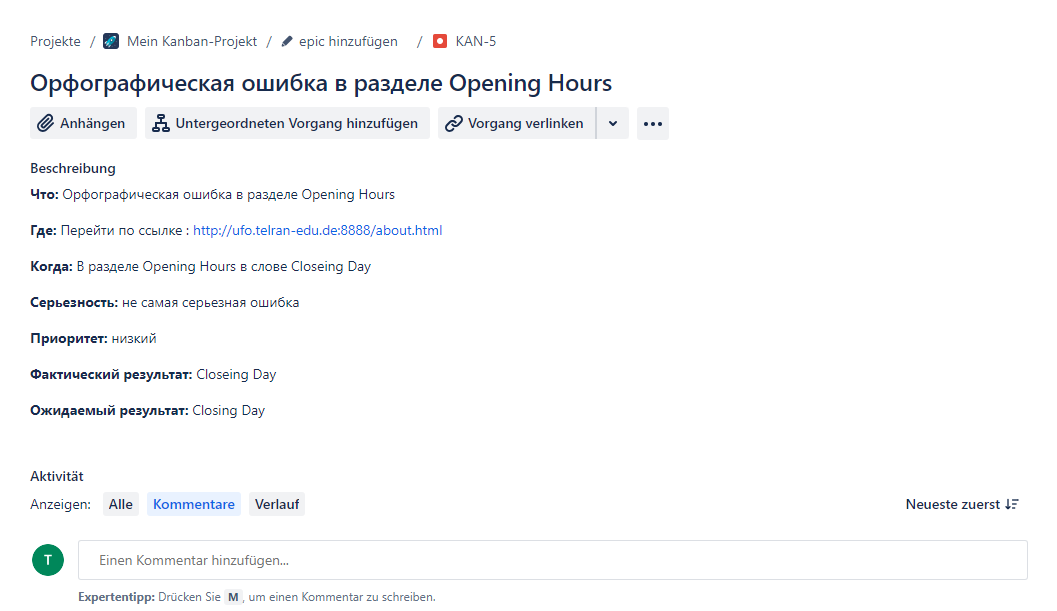 Projekte / Mein Kanban-Projekt / epic hinzufügen / KAN-5
Орфографическая ошибка в разделе Opening Hours
Anhängen Untergeordneten Vorgang hinzufügen Vorgang verlinken
Beschreibung
Что: Орфографическая ошибка в разделе Opening Hours
Где: Перейти по ссылке : http://ufo.telran-edu.de:8888/about.html
Когда: В разделе Opening Hours в слове Closeing Day
Серьезность: не самая серьезная ошибка
Приоритет: низкий
Фактический результат: Closeing Day
Ожидаемый результат: Closing Day
Aktivität
Anzeigen: Alle Kommentare Verlauf Neueste zuerst
T Einen Kommentar hinzufügen...
Expertentipp: Drücken Sie M, um einen Kommentar zu schreiben.